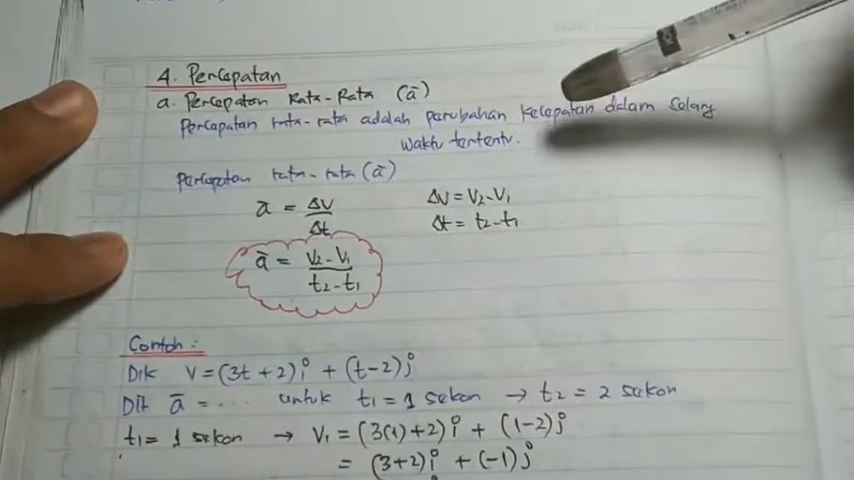 4. Percepatan
a. Percepatan Rata-Rata (ā)
Percepatan rata-rata adalah perubahan Kecepatan dalam Selang
Waktu tertentu.
Percepatan rata-rata (ā)
ā = ΔV/Δt
ΔV = V₂-V₁
Δt = t₂-t₁
ā = V₂-V₁/t₂-t₁
Contoh :
Dik V = (3t + 2)i + (t-2)j
Dit ā = ... untuk t₁ = 1 sekon → t₂ = 2 sekon
t₁ = 1 sekon → V₁ = (3(1)+2)i + (1-2)j
= (3+2)i + (-1)j